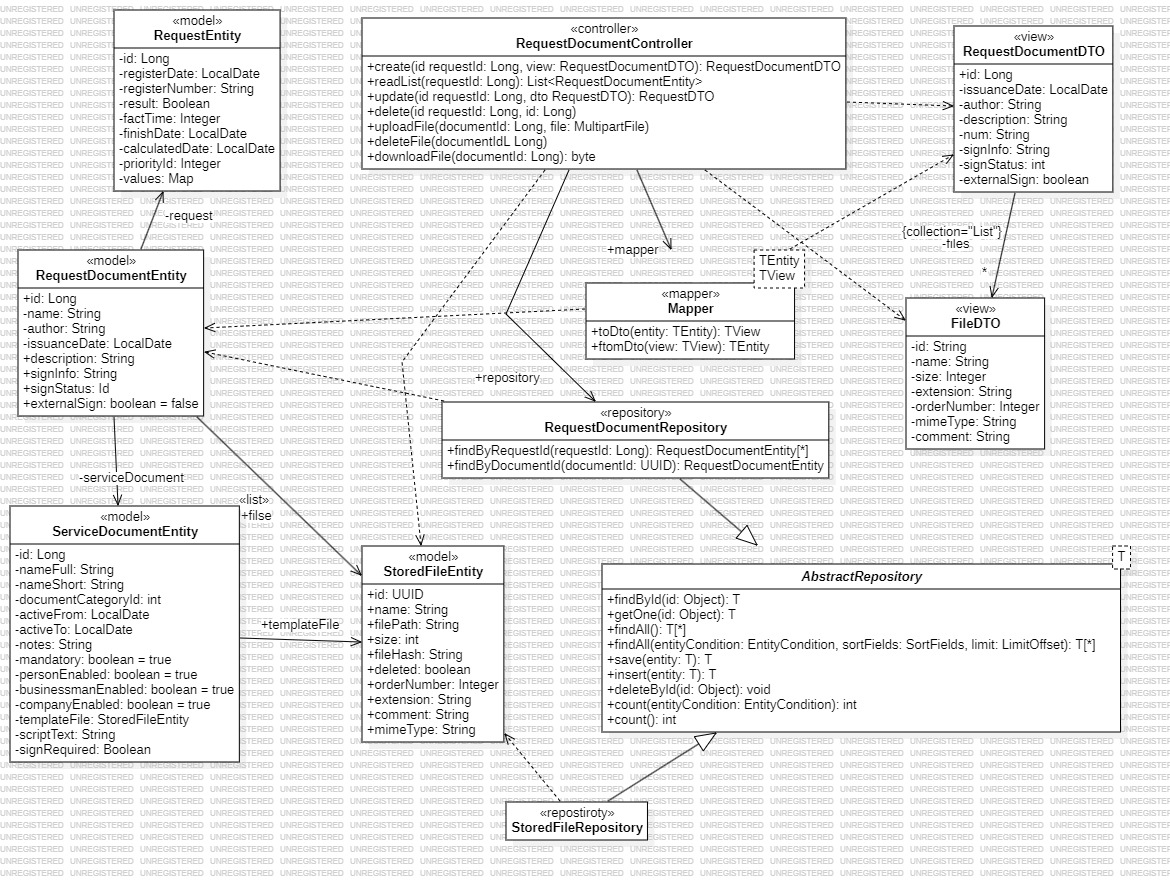 «model»
RequestEntity
-id: Long
-registerDate: LocalDate
-registerNumber: String
-result: Boolean
-factTime: Integer
-finishDate: LocalDate
-calculatedDate: LocalDate
-priorityId: Integer
-values: Map
«controller»
RequestDocumentController
+create(id requestId: Long, view: RequestDocumentDTO): RequestDocumentDTO
+readList(requestId: Long): List<RequestDocumentEntity>
+update(id requestId: Long, dto RequestDTO): RequestDTO
+delete(id requestId: Long, id: Long)
+uploadFile(documentId: Long, file: MultipartFile)
+deleteFile(documentIdL Long)
+downloadFile(documentId: Long): byte
«view»
RequestDocumentDTO
+id: Long
-issuanceDate: LocalDate
-author: String
-description: String
-num: String
-signInfo: String
-signStatus: int
-externalSign: boolean
-request
{collection="List"}
-files
*
+mapper
TEntity
TView
«model»
RequestDocumentEntity
+id: Long
-name: String
-author: String
-issuanceDate: LocalDate
+description: String
+signInfo: String
+signStatus: Id
+externalSign: boolean = false
«mapper»
Mapper
+toDto(entity: TEntity): TView
+ftomDto(view: TView): TEntity
«view»
FileDTO
-id: String
-name: String
-size: Integer
-extension: String
-orderNumber: Integer
-mimeType: String
-comment: String
+repository
«repository»
RequestDocumentRepository
+findByRequestId(requestId: Long): RequestDocumentEntity[*]
+findByDocumentId(documentId: UUID): RequestDocumentEntity
-serviceDocument
«list»
+filse
«model»
ServiceDocumentEntity
-id: Long
-nameFull: String
-nameShort: String
-documentCategoryId: int
-activeFrom: LocalDate
-activeTo: LocalDate
-notes: String
-mandatory: boolean = true
-personEnabled: boolean = true
-businessmanEnabled: boolean = true
-companyEnabled: boolean = true
-templateFile: StoredFileEntity
-scriptText: String
-signRequired: Boolean
+templateFile
«model»
StoredFileEntity
+id: UUID
+name: String
+filePath: String
+size: int
+fileHash: String
+deleted: boolean
+orderNumber: Integer
+extension: String
+comment: String
+mimeType: String
T
AbstractRepository
+findById(id: Object): T
+getOne(id: Object): T
+findAll(): T[*]
+findAll(entityCondition: EntityCondition, sortFields: SortFields, limit: LimitOffset): T[*]
+save(entity: T): T
+insert(entity: T): T
+deleteById(id: Object): void
+count(entityCondition: EntityCondition): int
+count(): int
«repostiroty»
StoredFileRepository